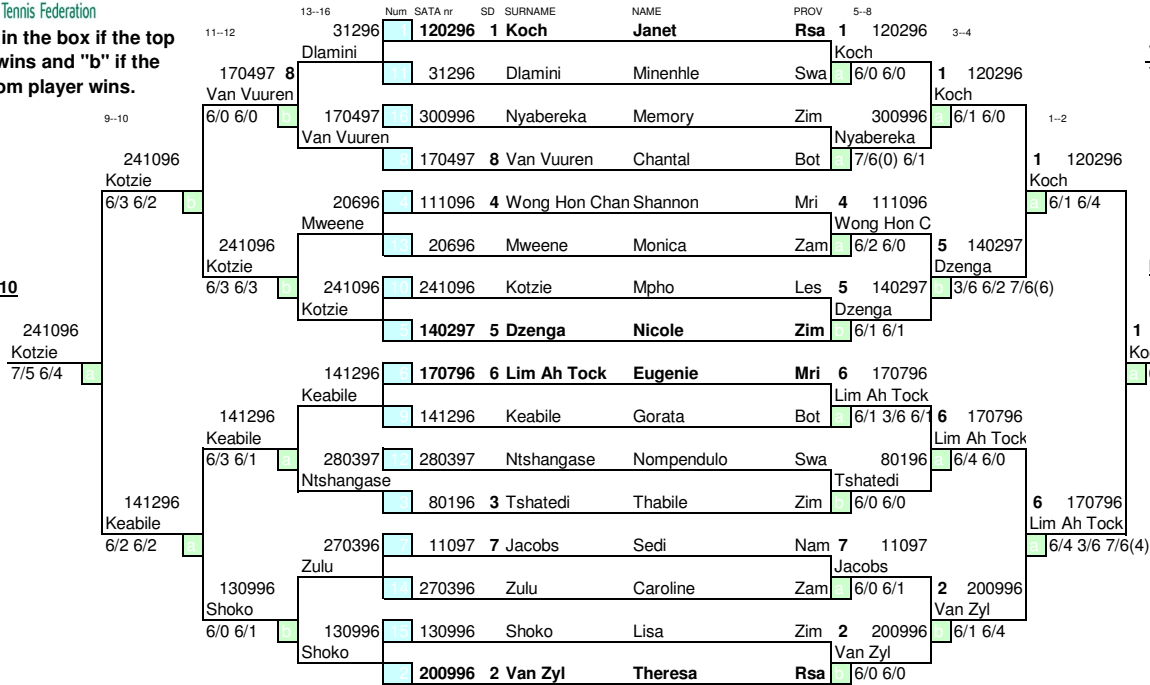 Tennis Federation
in the box if the top
wins and "b" if the
om player wins.
13--16 Num SATA nr SD SURNAME NAME PROV 5--8
11--12 31296 1 120296 1 Koch Janet Rsa 1 120296 3--4
Dlamini Koch
170497 8 11 31296 Dlamini Minenhle Swa a 6/0 6/0 1 120296
Van Vuuren Koch
9--10 6/0 6/0 b 170497 16 300996 Nyabereka Memory Zim 300996 a 6/1 6/0 1--2
Van Vuuren Nyabereka
241096 8 170497 8 Van Vuuren Chantal Bot a 7/6(0) 6/1 1 120296
Kotzie Koch
6/3 6/2 b 20696 4 111096 4 Wong Hon Chan Shannon Mri 4 111096 a 6/1 6/4
Mweene Wong Hon C
241096 13 20696 Mweene Monica Zam a 6/2 6/0 5 140297
Kotzie Dzenga
10 6/3 6/3 b 241096 10 241096 Kotzie Mpho Les 5 140297 b 3/6 6/2 7/6(6)
Kotzie Dzenga
241096 5 140297 5 Dzenga Nicole Zim b 6/1 6/1 1
Kotzie Ko
7/5 6/4 a 141296 6 170796 6 Lim Ah Tock Eugenie Mri 6 170796 a
Keabile Lim Ah Tock
141296 9 141296 Keabile Gorata Bot a 6/1 3/6 6/1 6 170796
Keabile Lim Ah Tock
6/3 6/1 a 280397 12 280397 Ntshangase Nompendulo Swa 80196 a 6/4 6/0
Ntshangase Tshatedi
141296 3 80196 3 Tshatedi Thabile Zim b 6/0 6/0 6 170796
Keabile Lim Ah Tock
6/2 6/2 a 270396 7 11097 7 Jacobs Sedi Nam 7 11097 a 6/4 3/6 7/6(4)
Zulu Jacobs
130996 14 270396 Zulu Caroline Zam a 6/0 6/1 2 200996
Shoko Van Zyl
6/0 6/1 b 130996 15 130996 Shoko Lisa Zim 2 200996 b 6/1 6/4
Shoko Van Zyl
2 200996 2 Van Zyl Theresa Rsa b 6/0 6/0